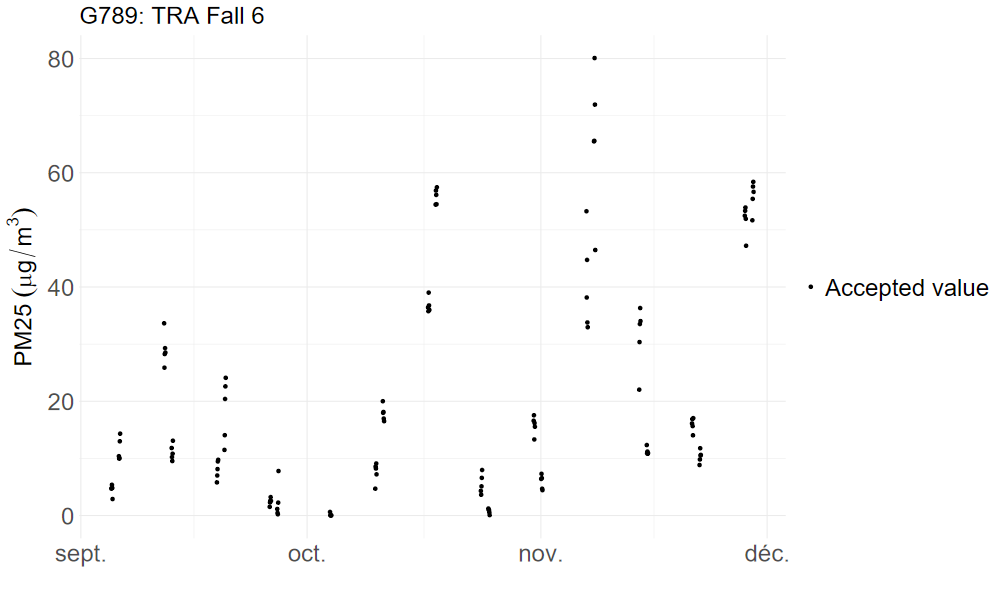 G789: TRA Fall 6
PM25 (μg/m³)
80
60
40
20
0
sept.
oct.
nov.
déc.
Accepted value